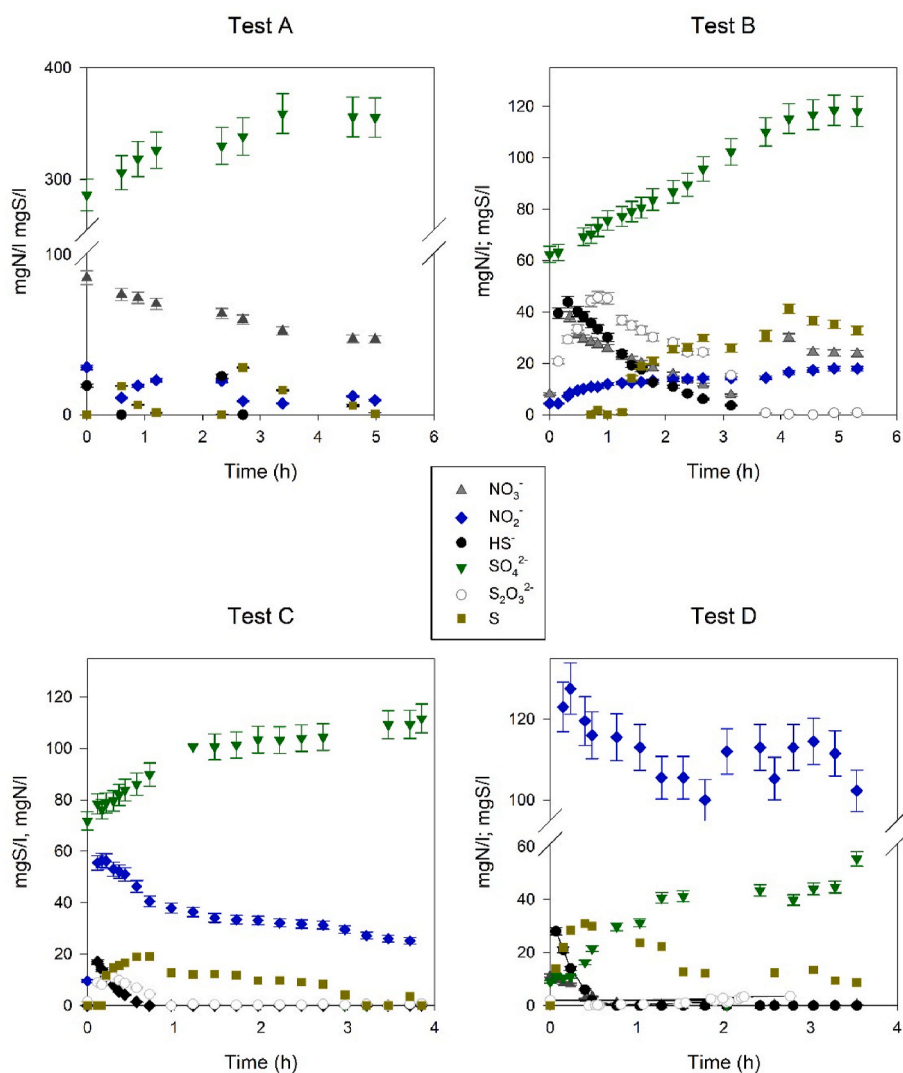 Test A
Test B
400
300
100
0
mgN/l mgS/l
0 1 2 3 4 5 6
Time (h)
120
100
80
60
40
20
0
mgN/l; mgS/l
0 1 2 3 4 5 6
Time (h)
NO₃⁻
NO₂⁻
HS⁻
SO₄²⁻
S₂O₃²⁻
S
Test C
Test D
120
100
80
60
40
20
0
mgS/l, mgN/l
0 1 2 3 4
Time (h)
120
100
60
40
20
0
mgN/l; mgS/l
0 1 2 3 4
Time (h)